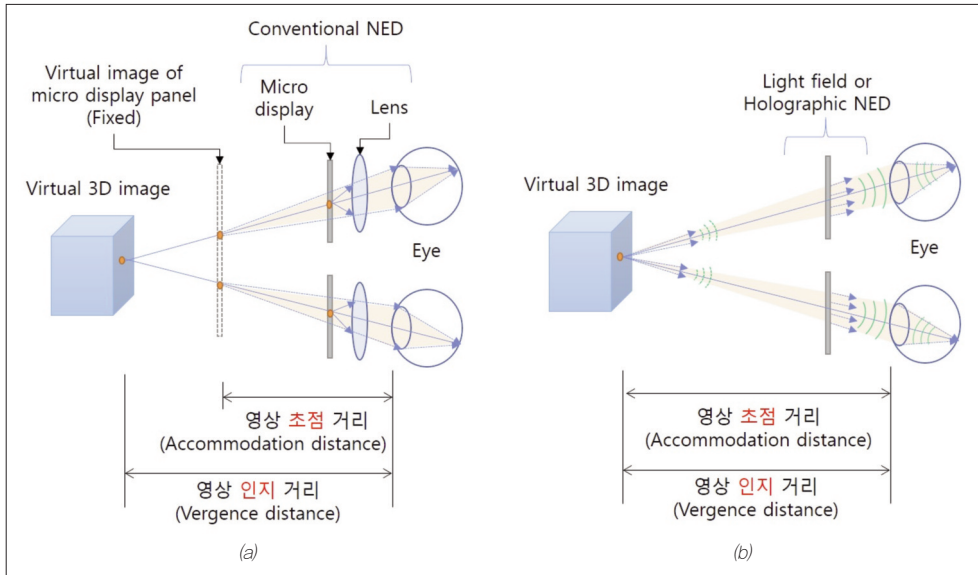 Conventional NED
Virtual image of
micro display panel
(Fixed)
Micro
display
Lens
Virtual 3D image
Eye
영상 초점 거리
(Accommodation distance)
영상 인지 거리
(Vergence distance)
(a)
Light field or
Holographic NED
Virtual 3D image
Eye
영상 초점 거리
(Accommodation distance)
영상 인지 거리
(Vergence distance)
(b)